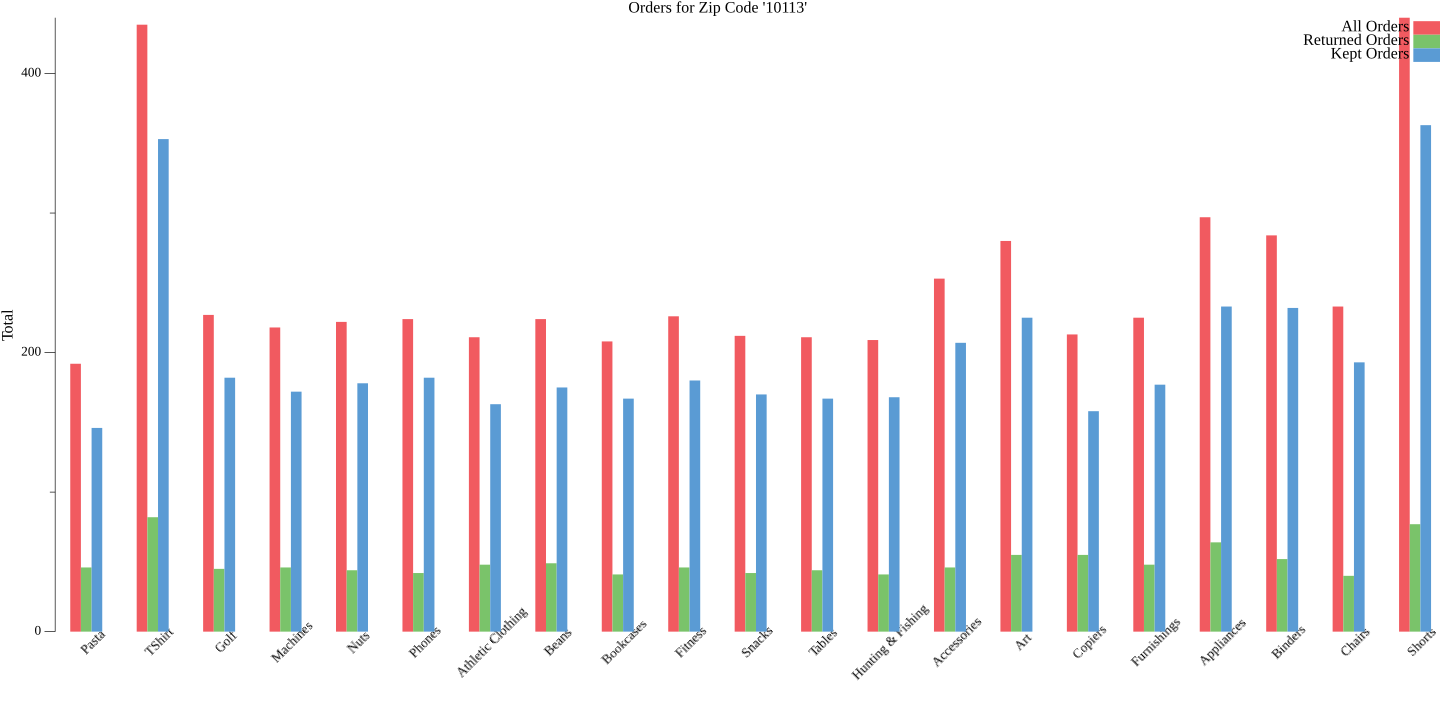 Orders for Zip Code '10113'
All Orders
Returned Orders
Kept Orders
Total
400
200
0
Pasta
TShirt
Golf
Machines
Nuts
Phones
Athletic Clothing
Beans
Bookcases
Fitness
Snacks
Tables
Hunting & Fishing
Accessories
Art
Copiers
Furnishings
Appliances
Binders
Chairs
Shorts